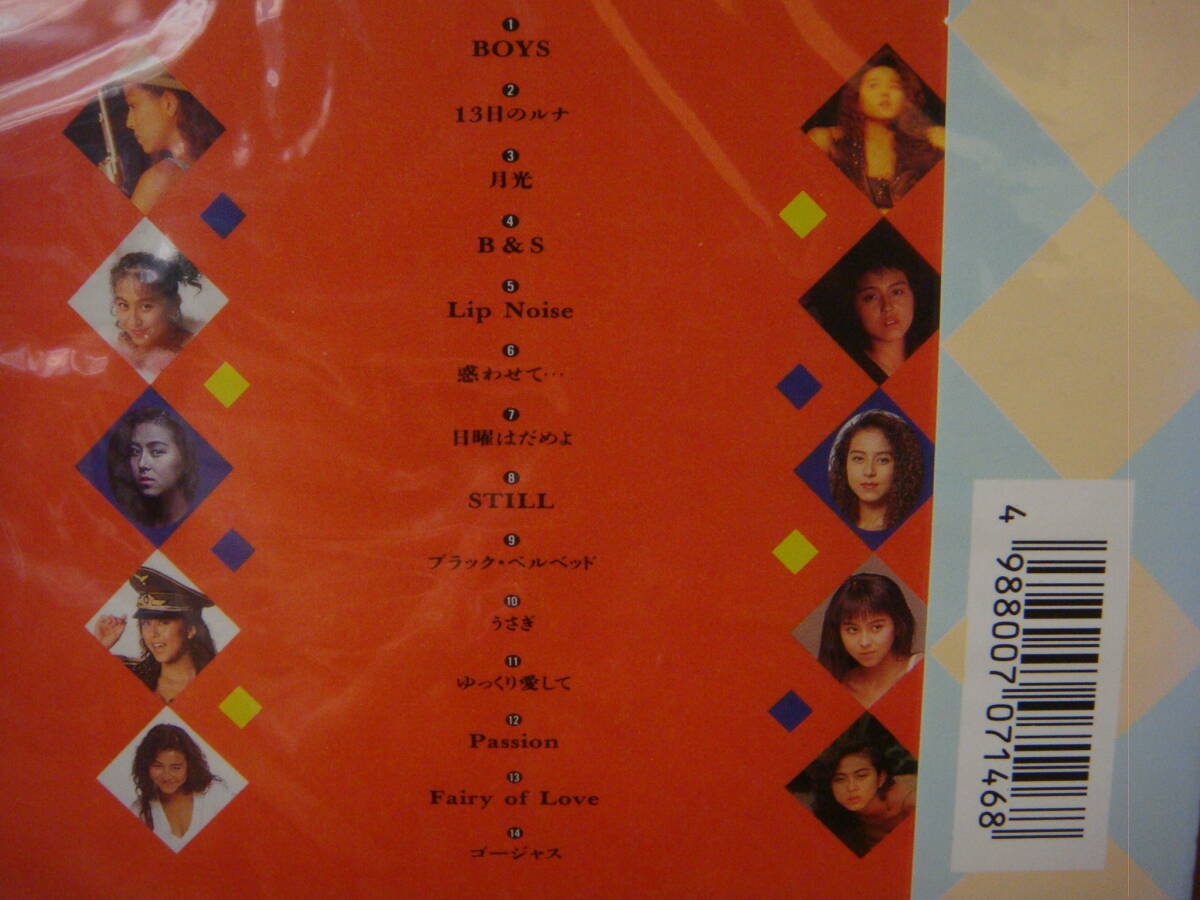 1
BOYS
2
13日のルナ
3
月光
4
B & S
5
Lip Noise
6
惑わせて…
7
日曜はだめよ
8
STILL
9
ブラック・ベルベッド
10
うさぎ
11
ゆっくり愛して
12
Passion
13
Fairy of Love
14
ゴージャス
4 988007 071468